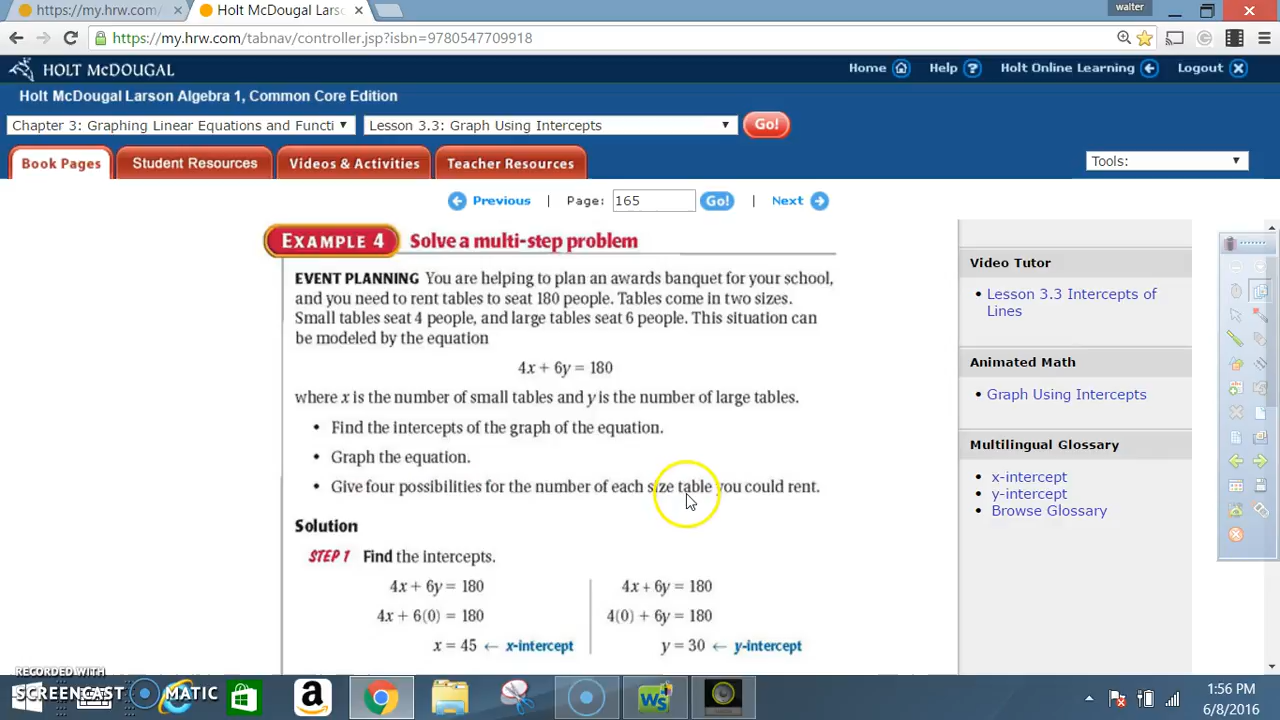 https://my.hrw.com/tabnav/ ×
Holt McDougal Lars ×
walter
https://my.hrw.com/tabnav/controller.jsp?isbn=9780547709918
HOLT MCDOUGAL
Home
Help ?
Holt Online Learning
Logout
Holt McDougal Larson Algebra 1, Common Core Edition
Chapter 3: Graphing Linear Equations and Functi
Lesson 3.3: Graph Using Intercepts
Go!
Book Pages
Student Resources
Videos & Activities
Teacher Resources
Tools:
Previous | Page: 165 Go! | Next
EXAMPLE 4 Solve a multi-step problem
EVENT PLANNING You are helping to plan an awards banquet for your school,
and you need to rent tables to seat 180 people. Tables come in two sizes.
Small tables seat 4 people, and large tables seat 6 people. This situation can
be modeled by the equation
4x + 6y = 180
where x is the number of small tables and y is the number of large tables.
• Find the intercepts of the graph of the equation.
• Graph the equation.
• Give four possibilities for the number of each size table you could rent.
Solution
STEP 1 Find the intercepts.
4x + 6y = 180
4x + 6(0) = 180
x = 45 ← x-intercept
4x + 6y = 180
4(0) + 6y = 180
y = 30 ← y-intercept
Video Tutor
• Lesson 3.3 Intercepts of
Lines
Animated Math
• Graph Using Intercepts
Multilingual Glossary
• x-intercept
• y-intercept
• Browse Glossary
RECORDED WITH
SCREENCAST MATIC
a
WS
1:56 PM
6/8/2016